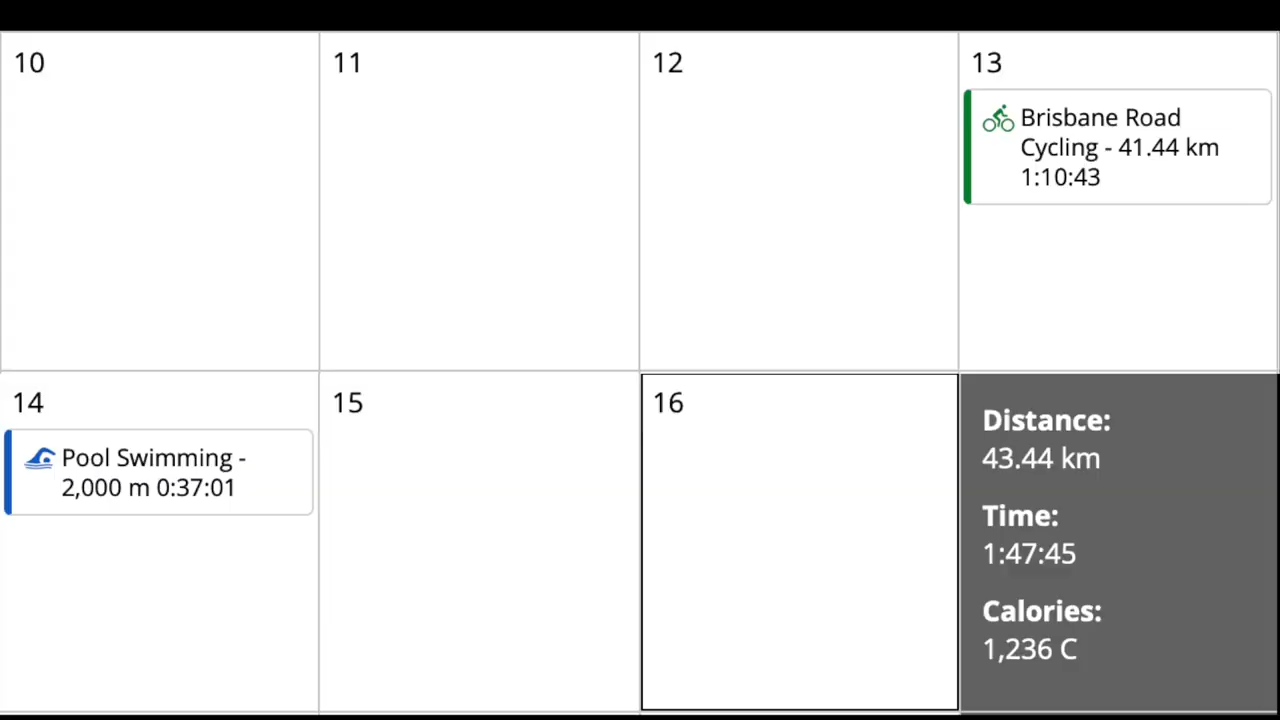 10
11
12
13
Brisbane Road
Cycling - 41.44 km
1:10:43
14
Pool Swimming -
2,000 m 0:37:01
15
16
Distance:
43.44 km
Time:
1:47:45
Calories:
1,236 C